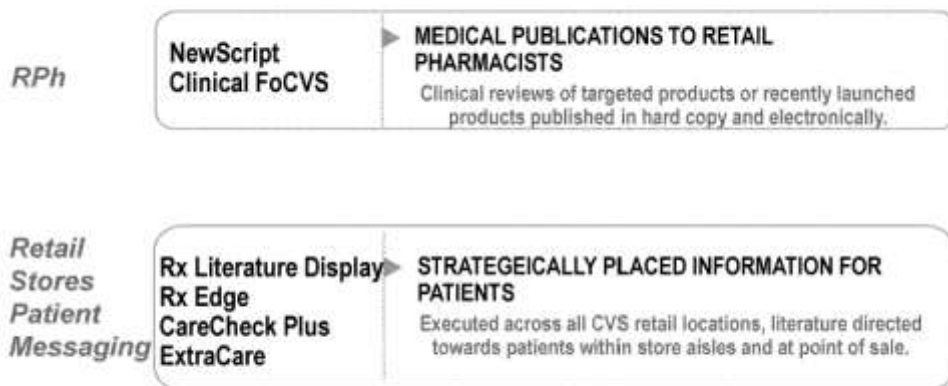 RPh
NewScript
Clinical FoCVS
MEDICAL PUBLICATIONS TO RETAIL
PHARMACISTS
Clinical reviews of targeted products or recently launched
products published in hard copy and electronically.
Retail
Stores
Patient
Messaging
Rx Literature Display
Rx Edge
CareCheck Plus
ExtraCare
STRATEGEICALLY PLACED INFORMATION FOR
PATIENTS
Executed across all CVS retail locations, literature directed
towards patients within store aisles and at point of sale.